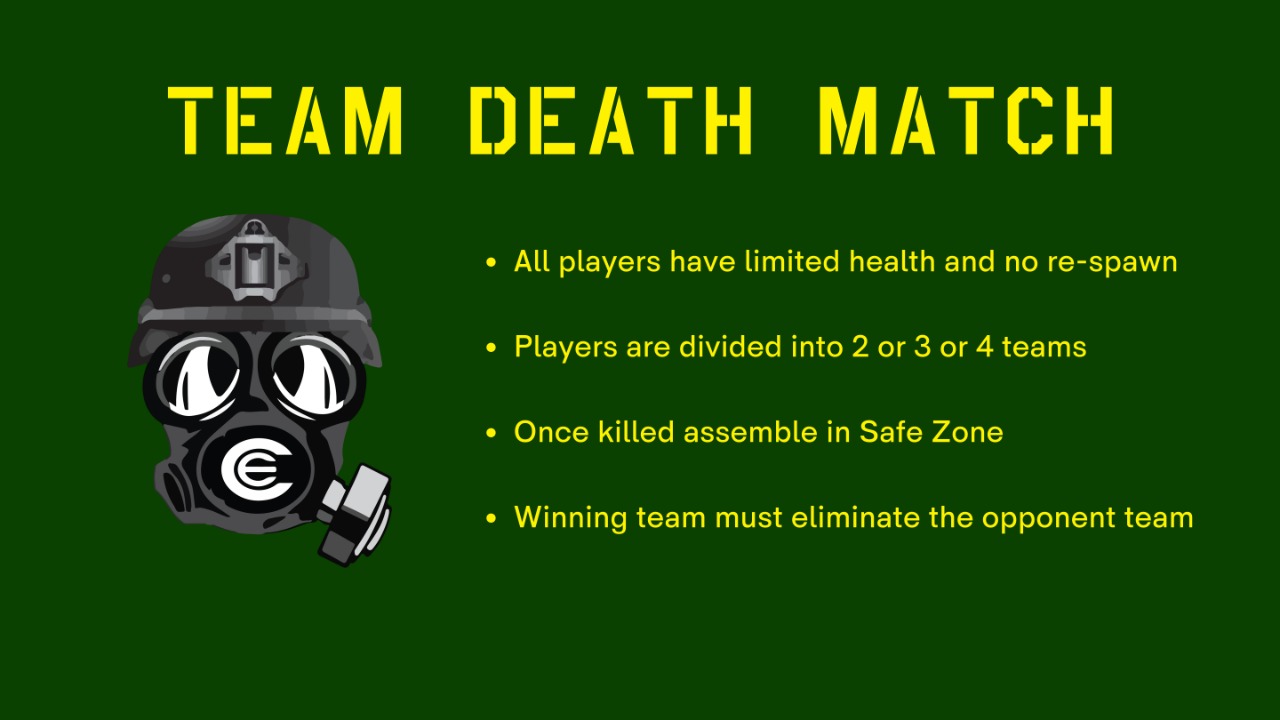 TEAM DEATH MATCH
• All players have limited health and no re-spawn
• Players are divided into 2 or 3 or 4 teams
• Once killed assemble in Safe Zone
• Winning team must eliminate the opponent team